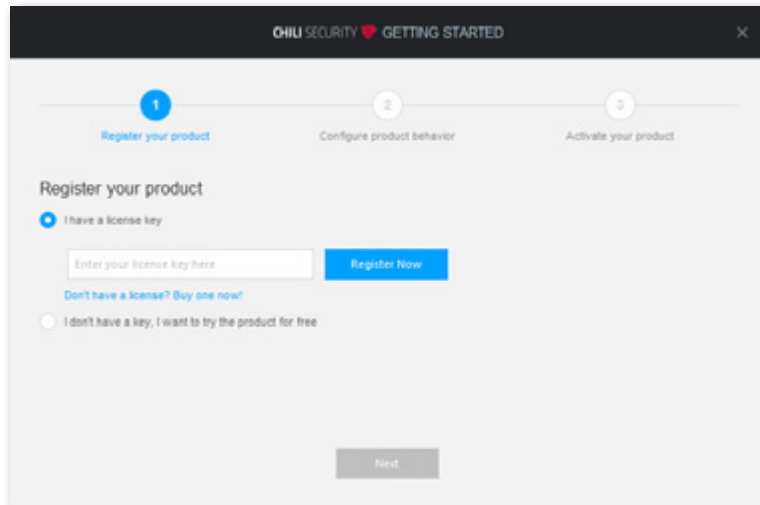 CHILI SECURITY GETTING STARTED
1 2 3
Register your product Configure product behavior Activate your product
Register your product
I have a license key
Enter your license key here Register Now
Don't have a license? Buy one now!
I don't have a key, I want to try the product for free
Next